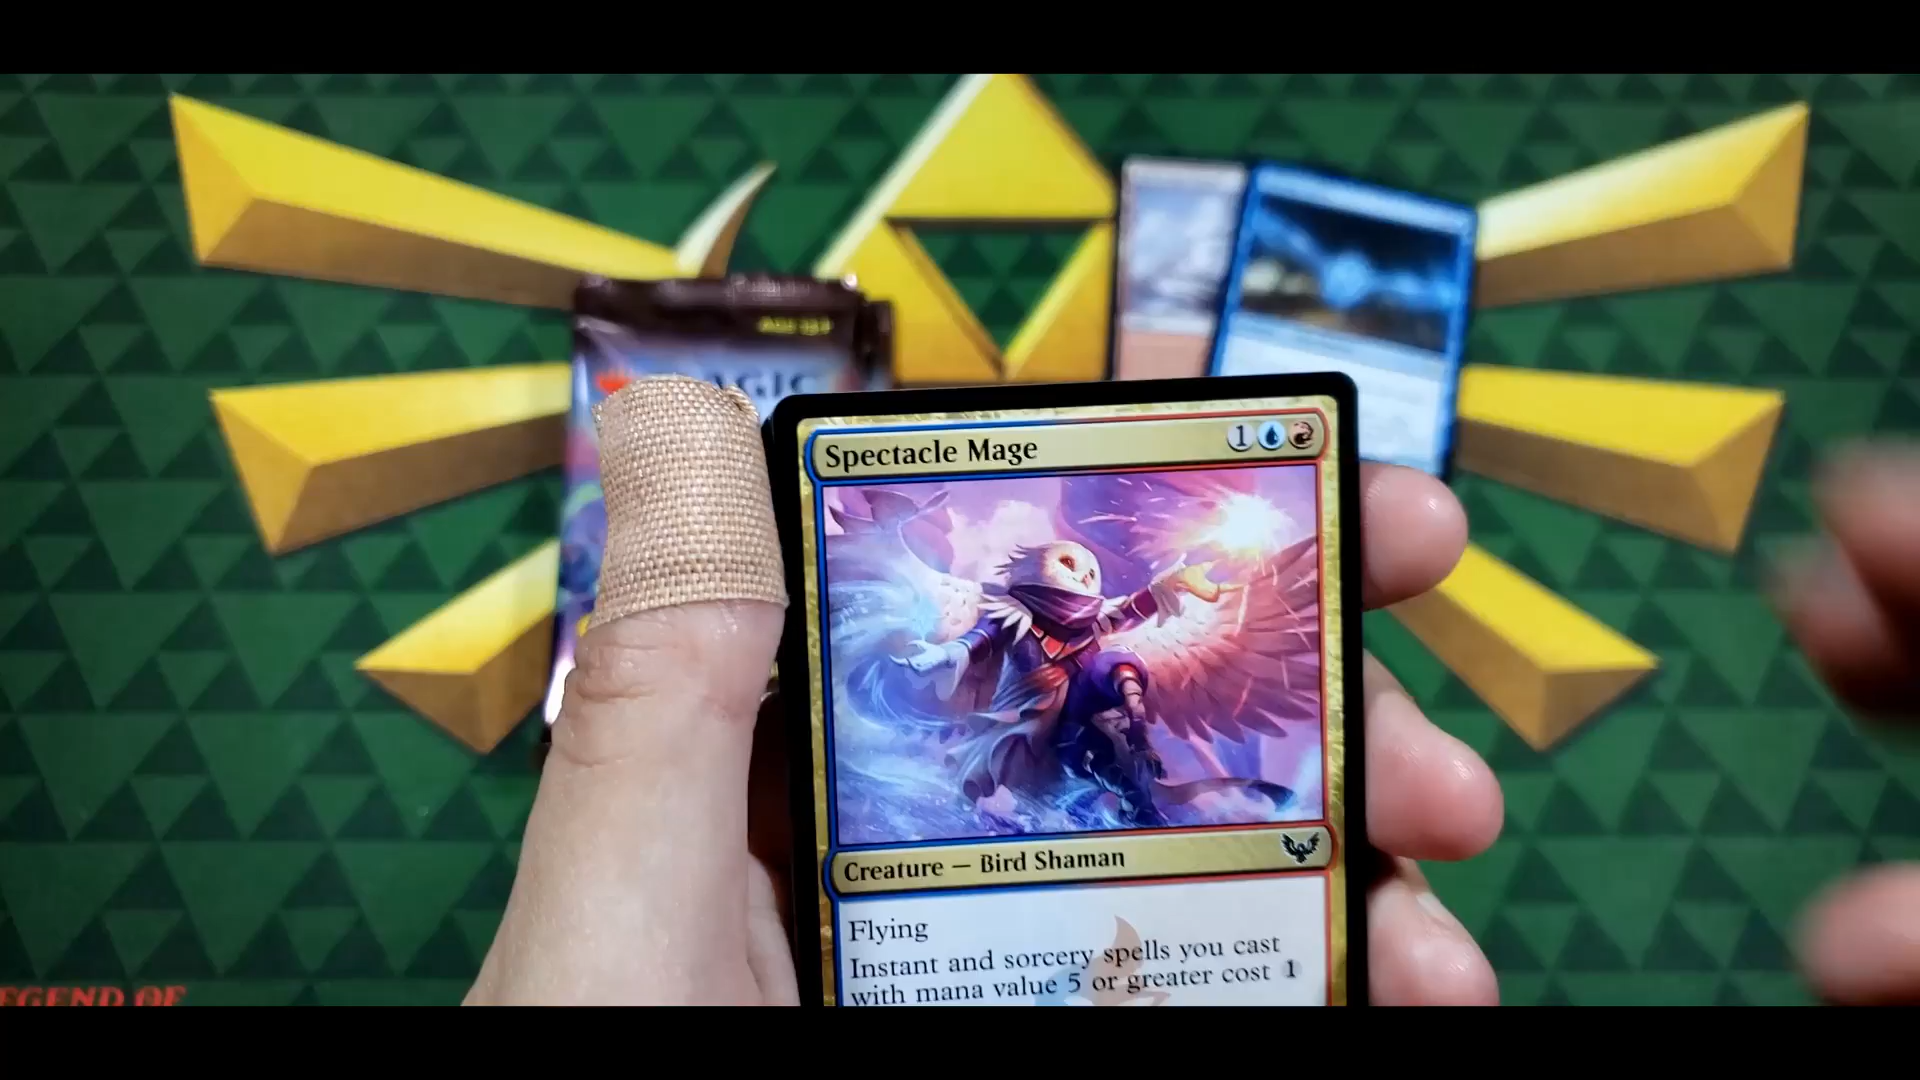 AGIC
Spectacle Mage 1
Creature — Bird Shaman
Flying
Instant and sorcery spells you cast
with mana value 5 or greater cost 1
EGEND OF